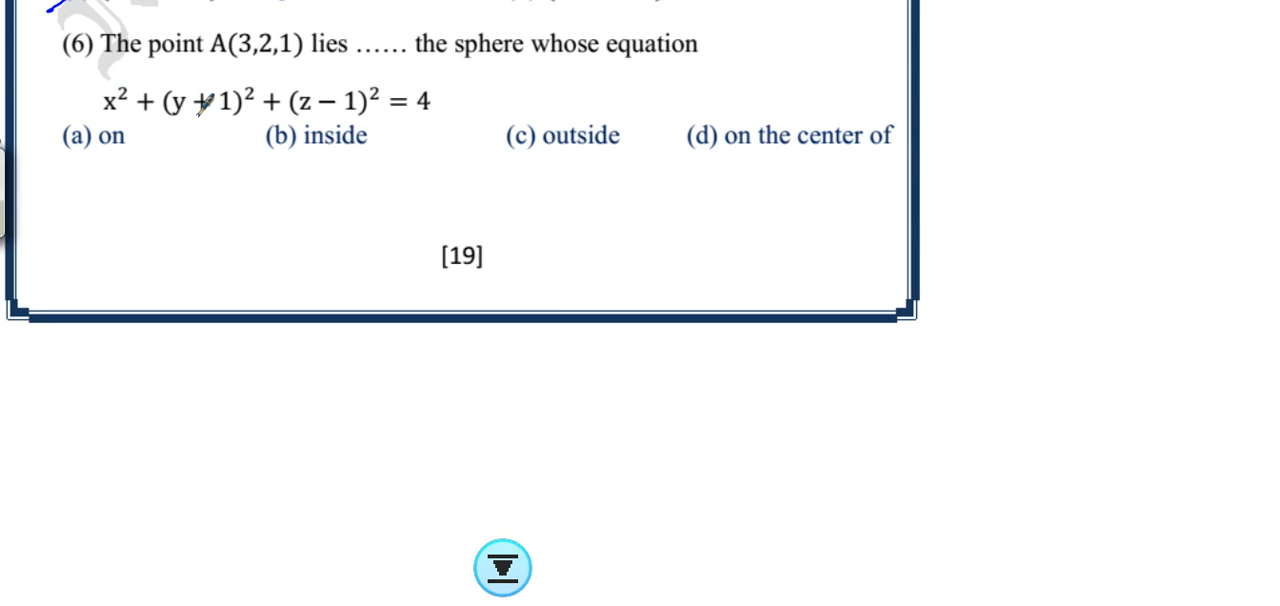 (6) The point A(3,2,1) lies ...... the sphere whose equation
x² + (y + 1)² + (z − 1)² = 4
(a) on (b) inside (c) outside (d) on the center of
[19]